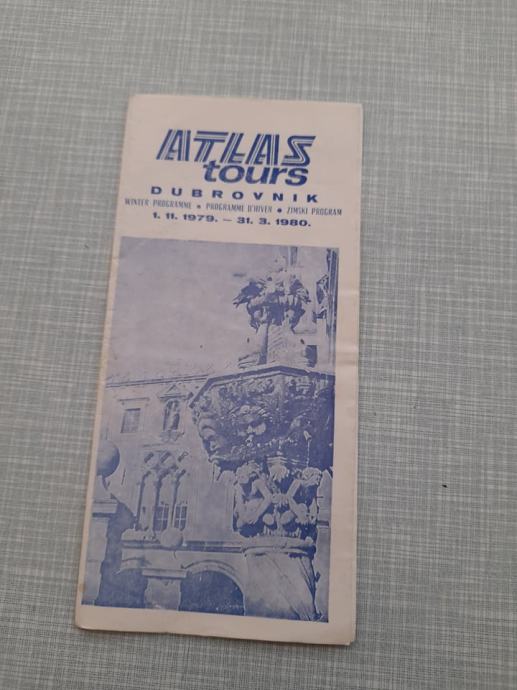 ATLAS
tours
DUBROVNIK
WINTER PROGRAMME • PROGRAMME D'HIVER • ZIMSKI PROGRAM
1. 11. 1979. – 31. 3. 1980.